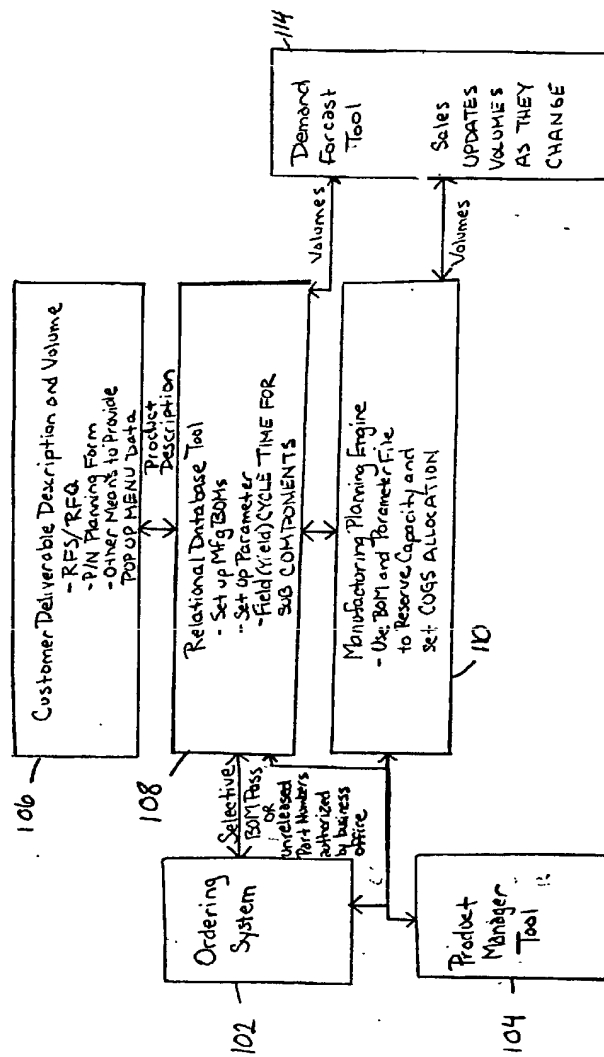 106
Customer Deliverable Description and Volume
- RFS/RFQ
- P/N Planning Form
- Other Means to Provide
POP UP MENU Data
Product
Description
108
Relational Database Tool
- Set up Mfg BOMs
- Set up Parameter
- Field (Yield) CYCLE TIME FOR
SUB COMPONENTS
Volumes
114
Demand
Forcast
Tool
Sales
UPDATES
VOLUMES
AS THEY
CHANGE
Volumes
Manufacturing Planning Engine
- Use BOM and Parameter File
to Reserve Capacity and
set COGS ALLOCATION
110
Selective
BOM Pass
OR
unreleased
Part Numbers
authorized
by business
office
102
Ordering
System
104
Product
Manager
Tool